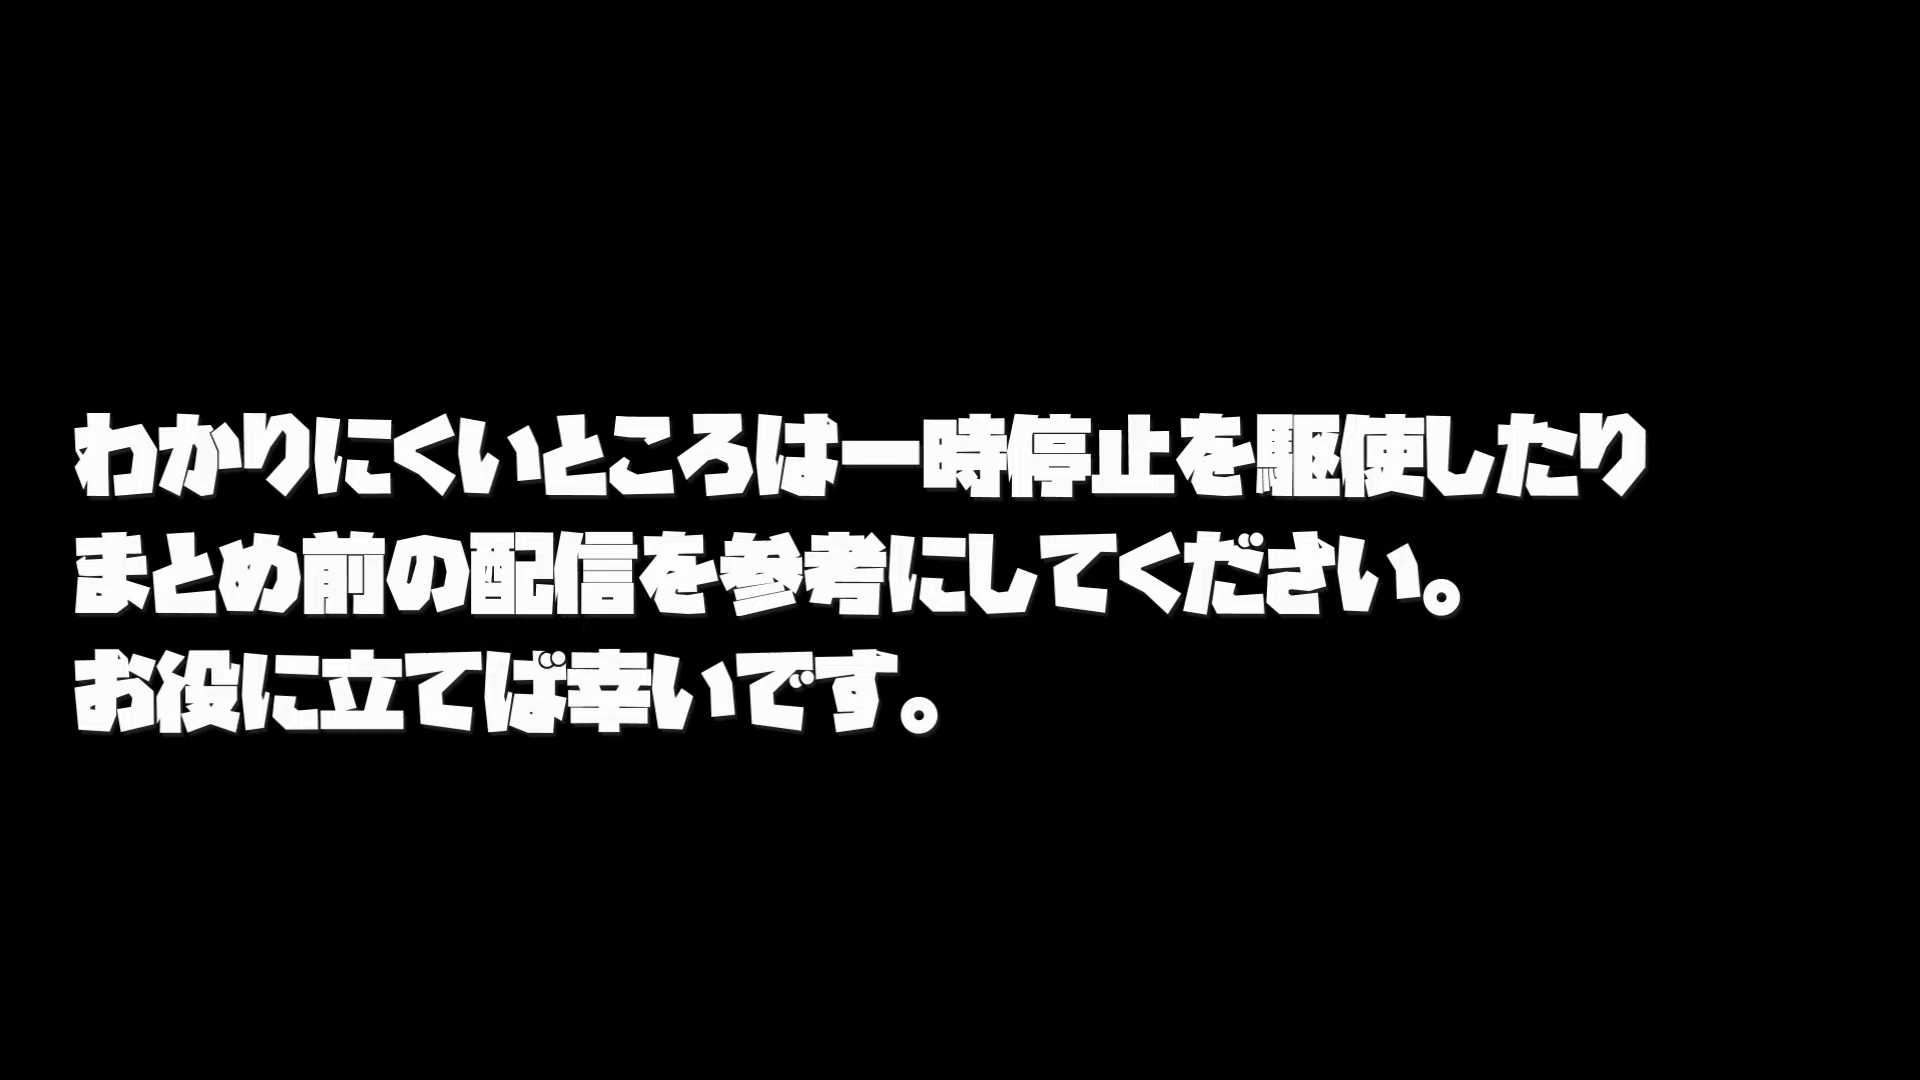 わかりにくいところは一時停止を駆使したり
まとめ前の配信を参考にしてください。
お役に立てば幸いです。